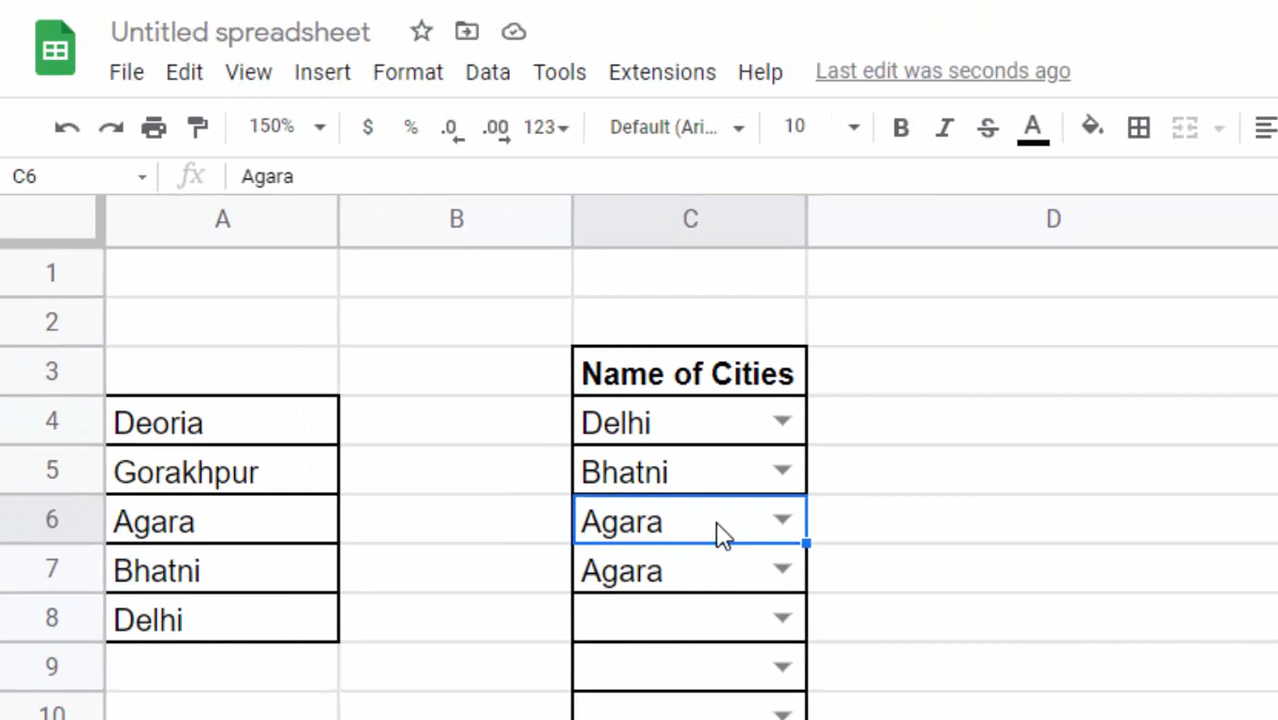 Untitled spreadsheet
File Edit View Insert Format Data Tools Extensions Help Last edit was seconds ago
150% $ % .0 .00 123 Default (Ari... 10 B I S A
C6 fx Agara
A B C D
1
2
3 Name of Cities
4 Deoria Delhi
5 Gorakhpur Bhatni
6 Agara Agara
7 Bhatni Agara
8 Delhi
9
10